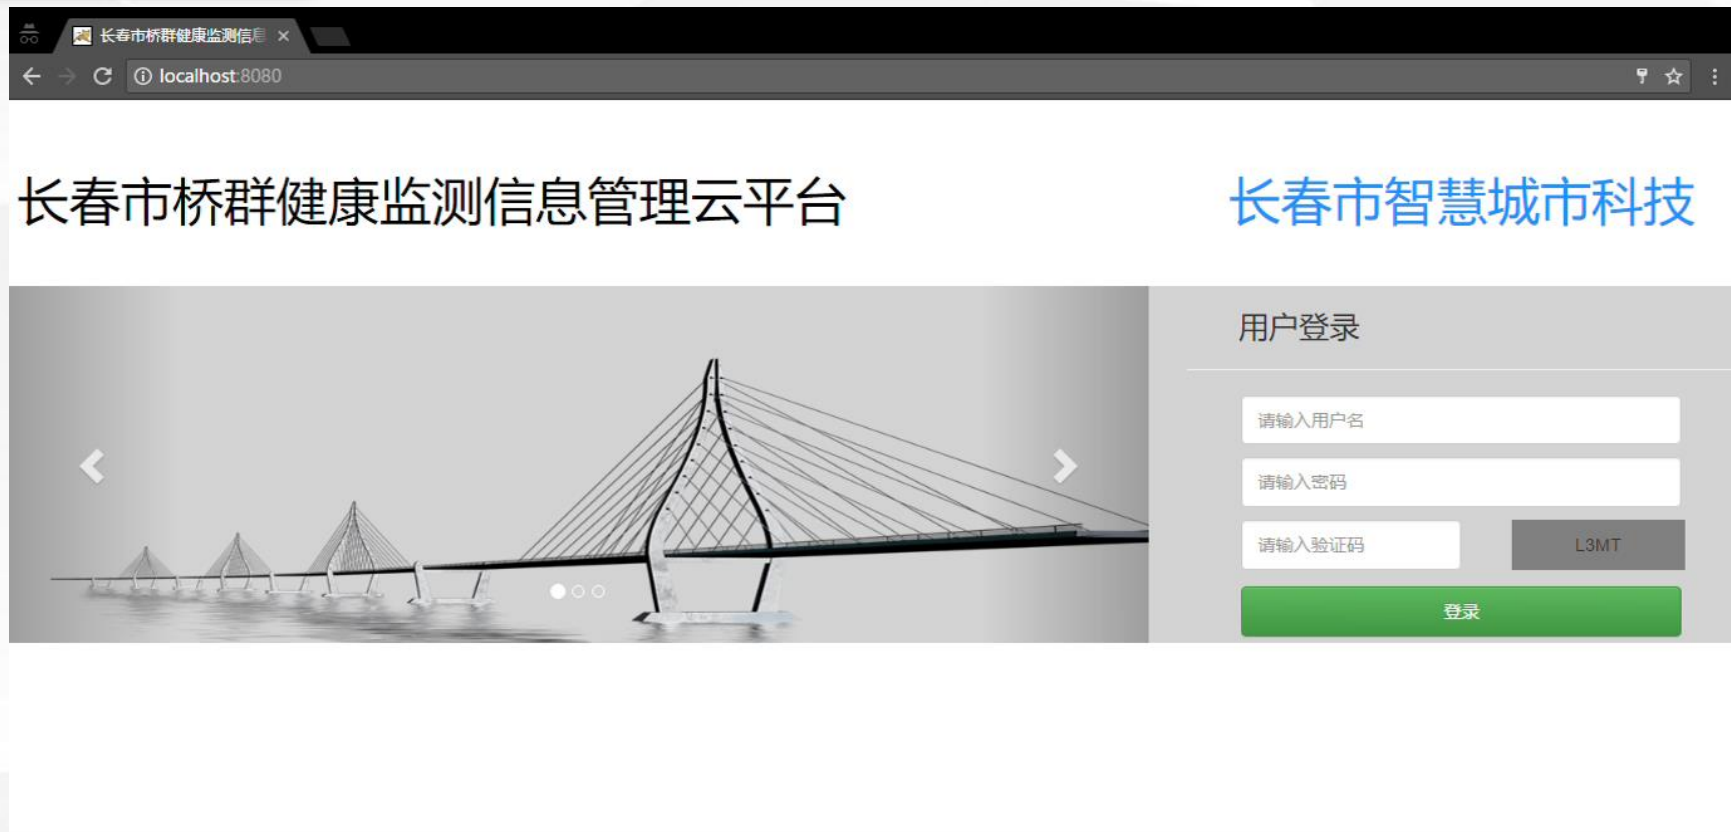 长春市桥群健康监测信息
localhost:8080
长春市桥群健康监测信息管理云平台
长春市智慧城市科技
用户登录
请输入用户名
请输入密码
请输入验证码
L3MT
登录